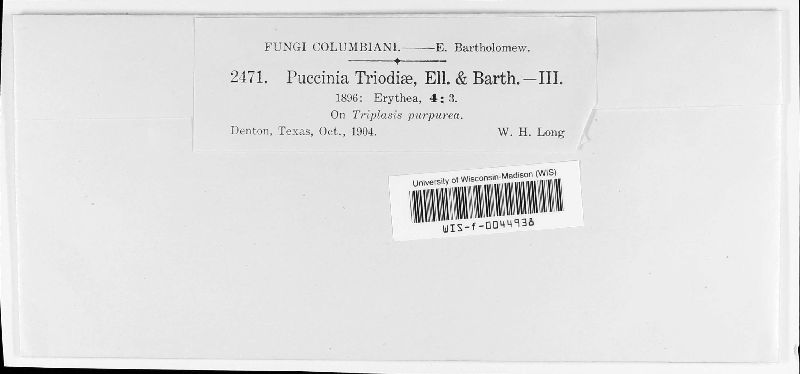 FUNGI COLUMBIANI.——E. Bartholomew.
2471. Puccinia Triodiæ, Ell. & Barth.—III.
1896: Erythea, 4: 3.
On Triplasis purpurea.
Denton, Texas, Oct., 1904. W. H. Long
University of Wisconsin-Madison (WIS)
WIS-f-0044938